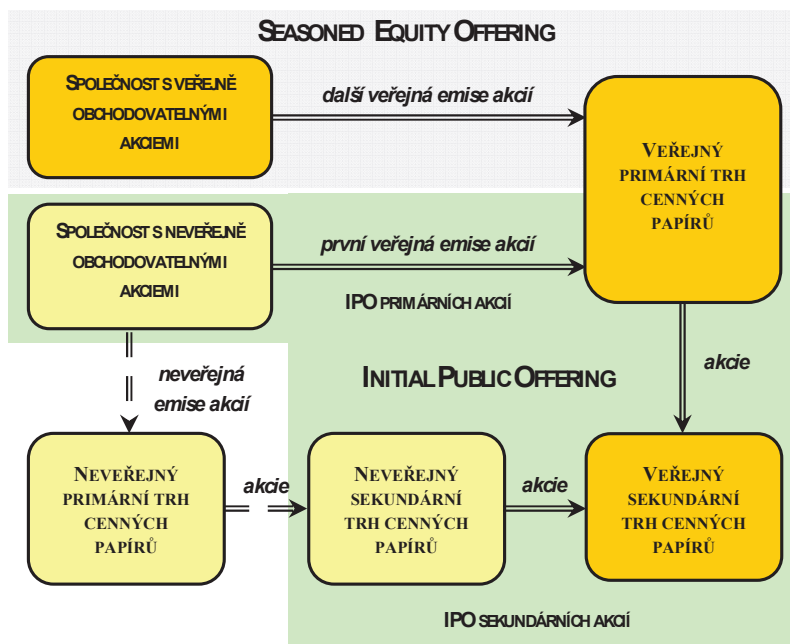 SEASONED EQUITY OFFERING
SPOLEČNOST S VEŘEJNĚ
OBCHODOVATELNÝMI
AKCIEMI
další veřejná emise akcií
VEŘEJNÝ
PRIMÁRNÍ TRH
CENNÝCH
PAPÍRŮ
SPOLEČNOST S NEVEŘEJNĚ
OBCHODOVATELNÝMI
AKCIEMI
první veřejná emise akcií
IPO PRIMÁRNÍCH AKCIÍ
neveřejná
emise akcií
INITIAL PUBLIC OFFERING
akcie
NEVEŘEJNÝ
PRIMÁRNÍ TRH
CENNÝCH
PAPÍRŮ
akcie
NEVEŘEJNÝ
SEKUNDÁRNÍ
TRH CENNÝCH
PAPÍRŮ
akcie
VEŘEJNÝ
SEKUNDÁRNÍ
TRH CENNÝCH
PAPÍRŮ
IPO SEKUNDÁRNÍCH AKCIÍ